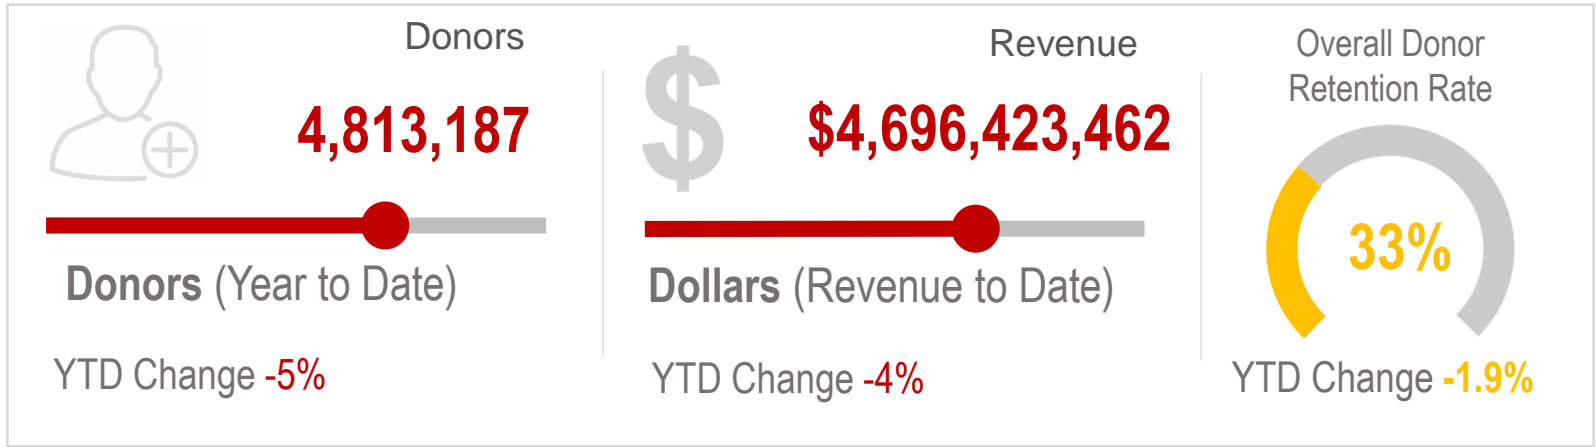 Donors
4,813,187
Donors (Year to Date)
YTD Change -5%
$
Revenue
$4,696,423,462
Dollars (Revenue to Date)
YTD Change -4%
Overall Donor
Retention Rate
33%
YTD Change -1.9%